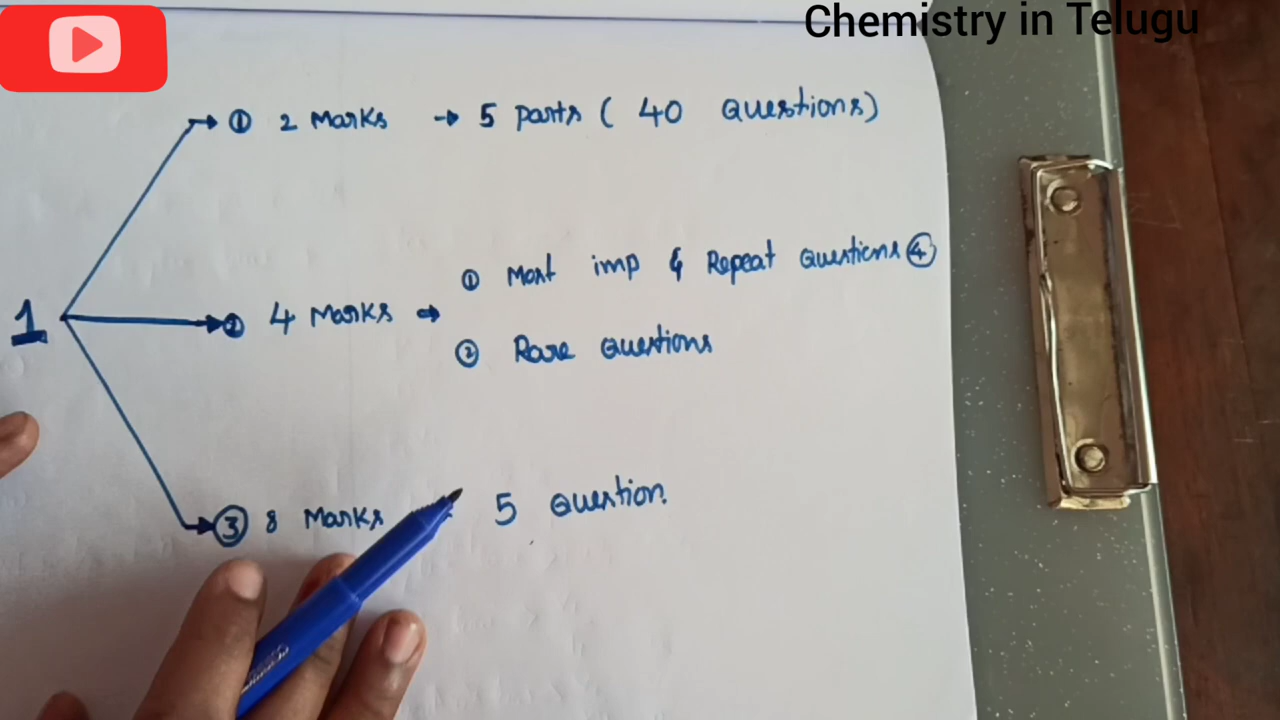 Chemistry in Telugu
① 2 Marks → 5 parts ( 40 Questions)
① Most imp & Repeat Questions ④
1 ② 4 Marks →
② Rare Questions
③ 8 Marks 5 Question.